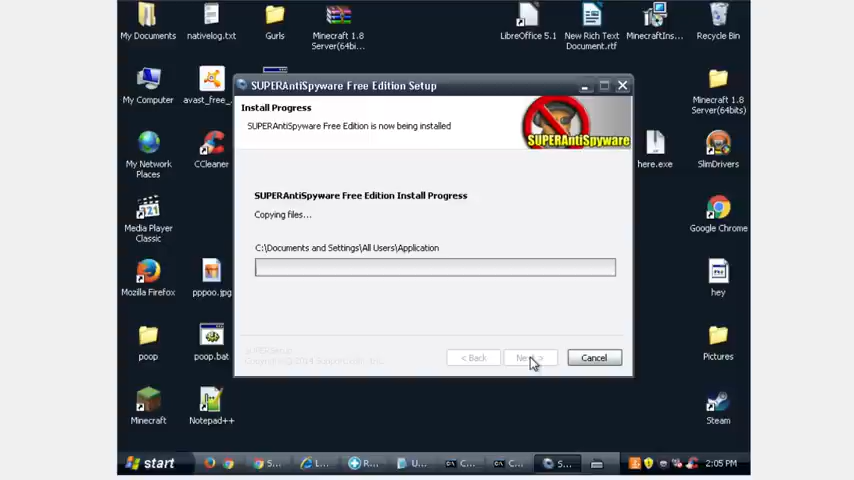 My Documents
nativelog.txt
Gurls
Minecraft 1.8
Server(64bi...
LibreOffice 5.1
New Rich Text
Document.rtf
MinecraftIns...
Recycle Bin
My Computer
avast_free_...
Minecraft 1.8
Server(64bits)
My Network
Places
CCleaner
here.exe
SlimDrivers
Media Player
Classic
Google Chrome
Mozilla Firefox
pppoo.jpg
hey
poop
poop.bat
Pictures
Minecraft
Notepad++
Steam
SUPERAntiSpyware Free Edition Setup
Install Progress
SUPERAntiSpyware Free Edition is now being installed
SUPERAntiSpyware
SUPERAntiSpyware Free Edition Install Progress
Copying files...
C:\Documents and Settings\All Users\Application
< Back
Next >
Cancel
start
S...
L...
R...
U...
C...
C...
S...
2:05 PM